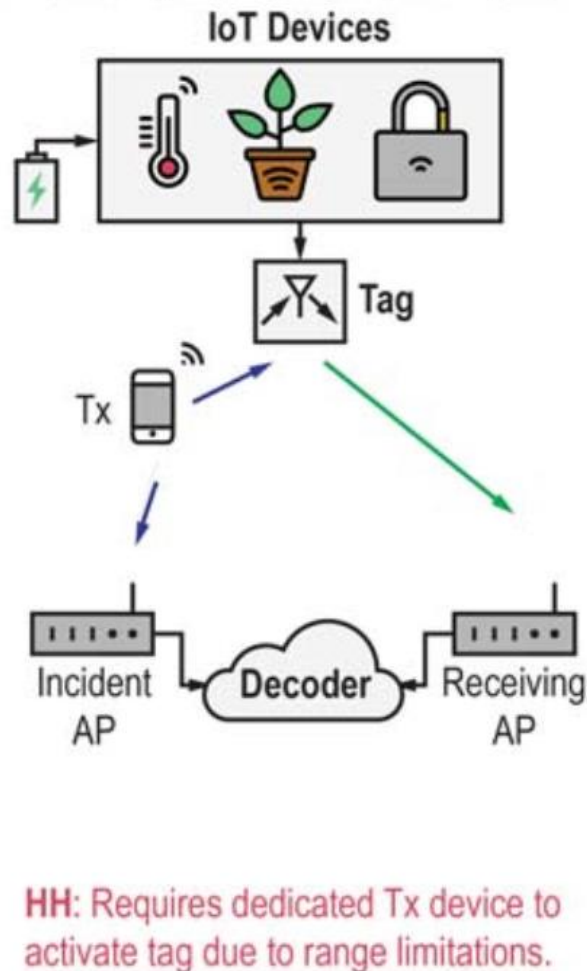 IoT Devices
Tag
Tx
Incident
AP
Decoder
Receiving
AP
HH: Requires dedicated Tx device to
activate tag due to range limitations.